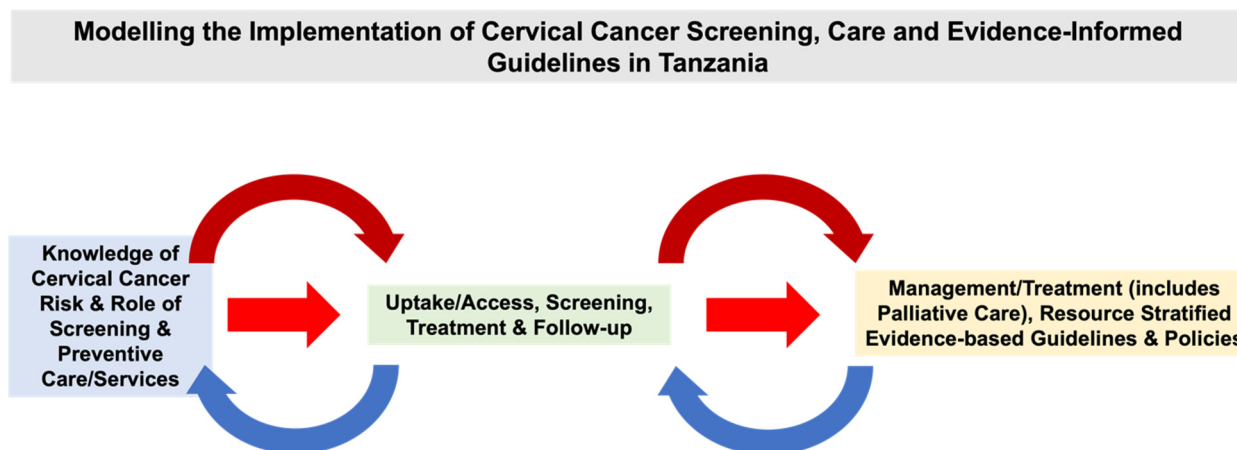 Modelling the Implementation of Cervical Cancer Screening, Care and Evidence-Informed
Guidelines in Tanzania
Knowledge of
Cervical Cancer
Risk & Role of
Screening &
Preventive
Care/Services
Uptake/Access, Screening,
Treatment & Follow-up
Management/Treatment (includes
Palliative Care), Resource Stratified
Evidence-based Guidelines & Policies